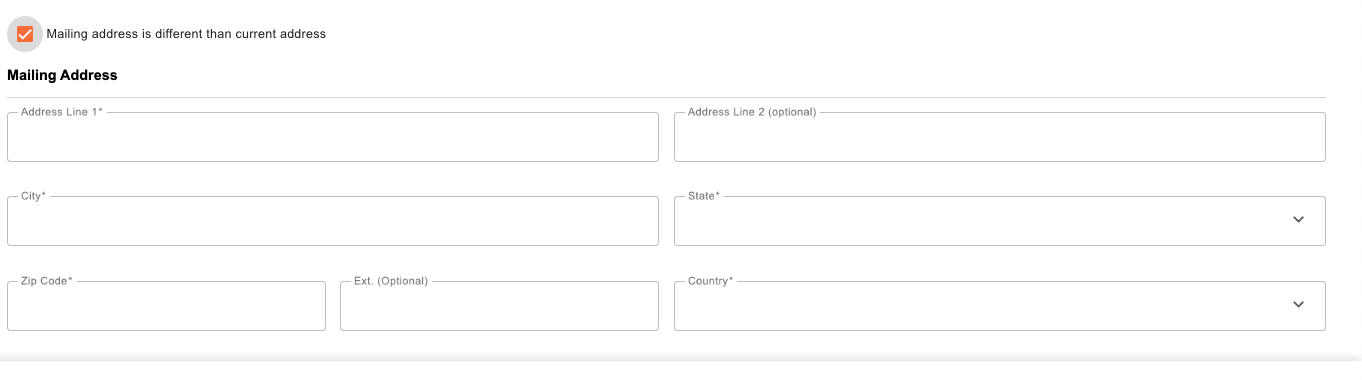 Mailing address is different than current address
Mailing Address
Address Line 1*
Address Line 2 (optional)
City*
State*
Zip Code*
Ext. (Optional)
Country*